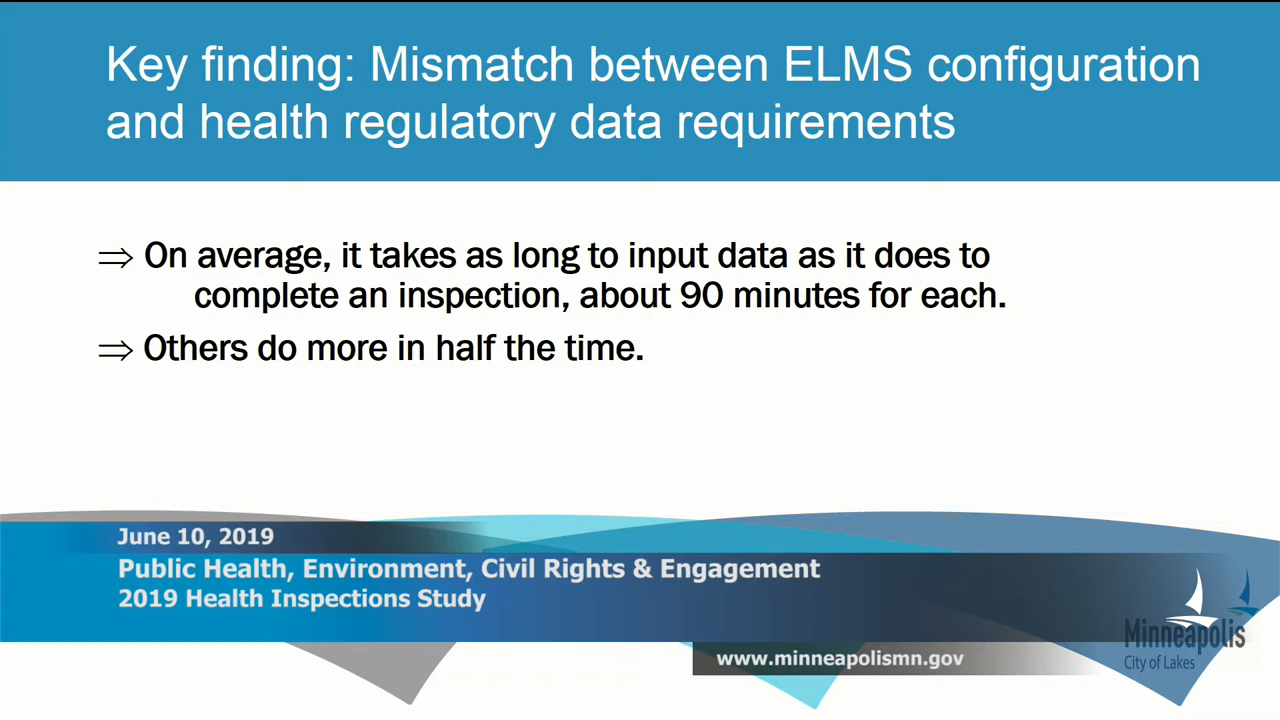 Key finding: Mismatch between ELMS configuration
and health regulatory data requirements
⇒ On average, it takes as long to input data as it does to
complete an inspection, about 90 minutes for each.
⇒ Others do more in half the time.
June 10, 2019
Public Health, Environment, Civil Rights & Engagement
2019 Health Inspections Study
Minneapolis
City of Lakes
www.minneapolismn.gov